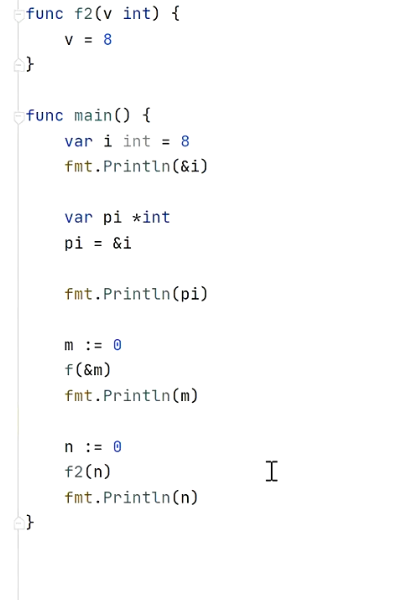 func f2(v int) {
    v = 8
}

func main() {
    var i int = 8
    fmt.Println(&i)

    var pi *int
    pi = &i

    fmt.Println(pi)

    m := 0
    f(&m)
    fmt.Println(m)

    n := 0
    f2(n)
    fmt.Println(n)
}